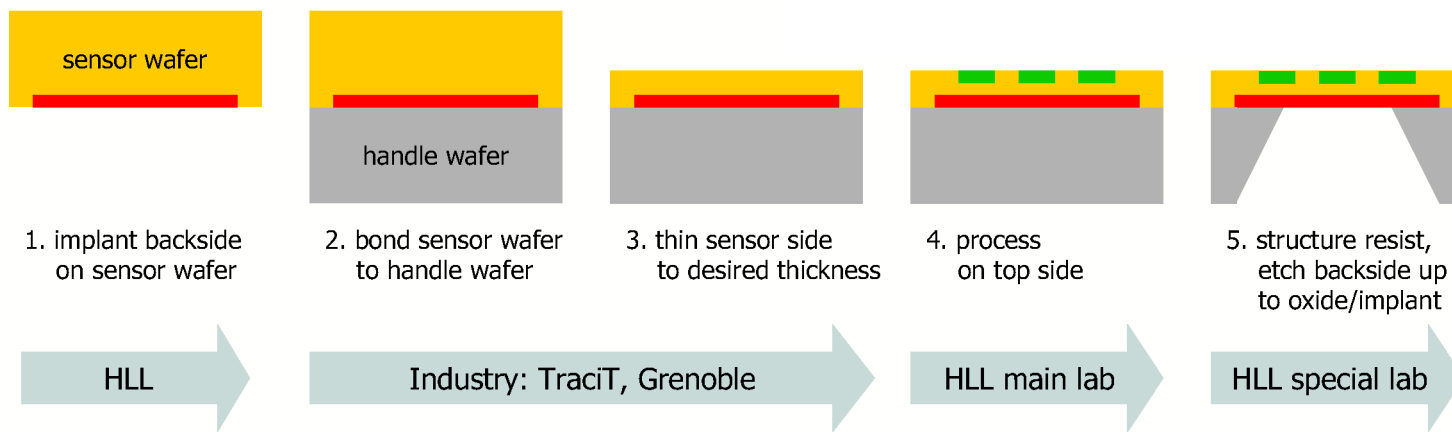 sensor wafer
handle wafer
1. implant backside
on sensor wafer
2. bond sensor wafer
to handle wafer
3. thin sensor side
to desired thickness
4. process
on top side
5. structure resist,
etch backside up
to oxide/implant
HLL
Industry: TraciT, Grenoble
HLL main lab
HLL special lab